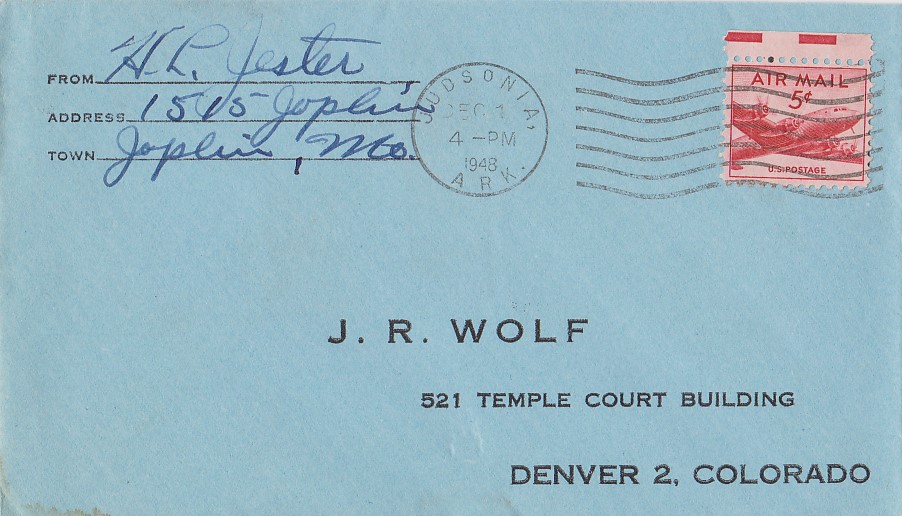 FROM H. L. Jester
ADDRESS 1515 Joplin
TOWN Joplin, Mo.
JUDSONIA,
DEC 1
4 - PM
1948
ARK.
AIR MAIL
5¢
U.S. POSTAGE
J. R. WOLF
521 TEMPLE COURT BUILDING
DENVER 2, COLORADO